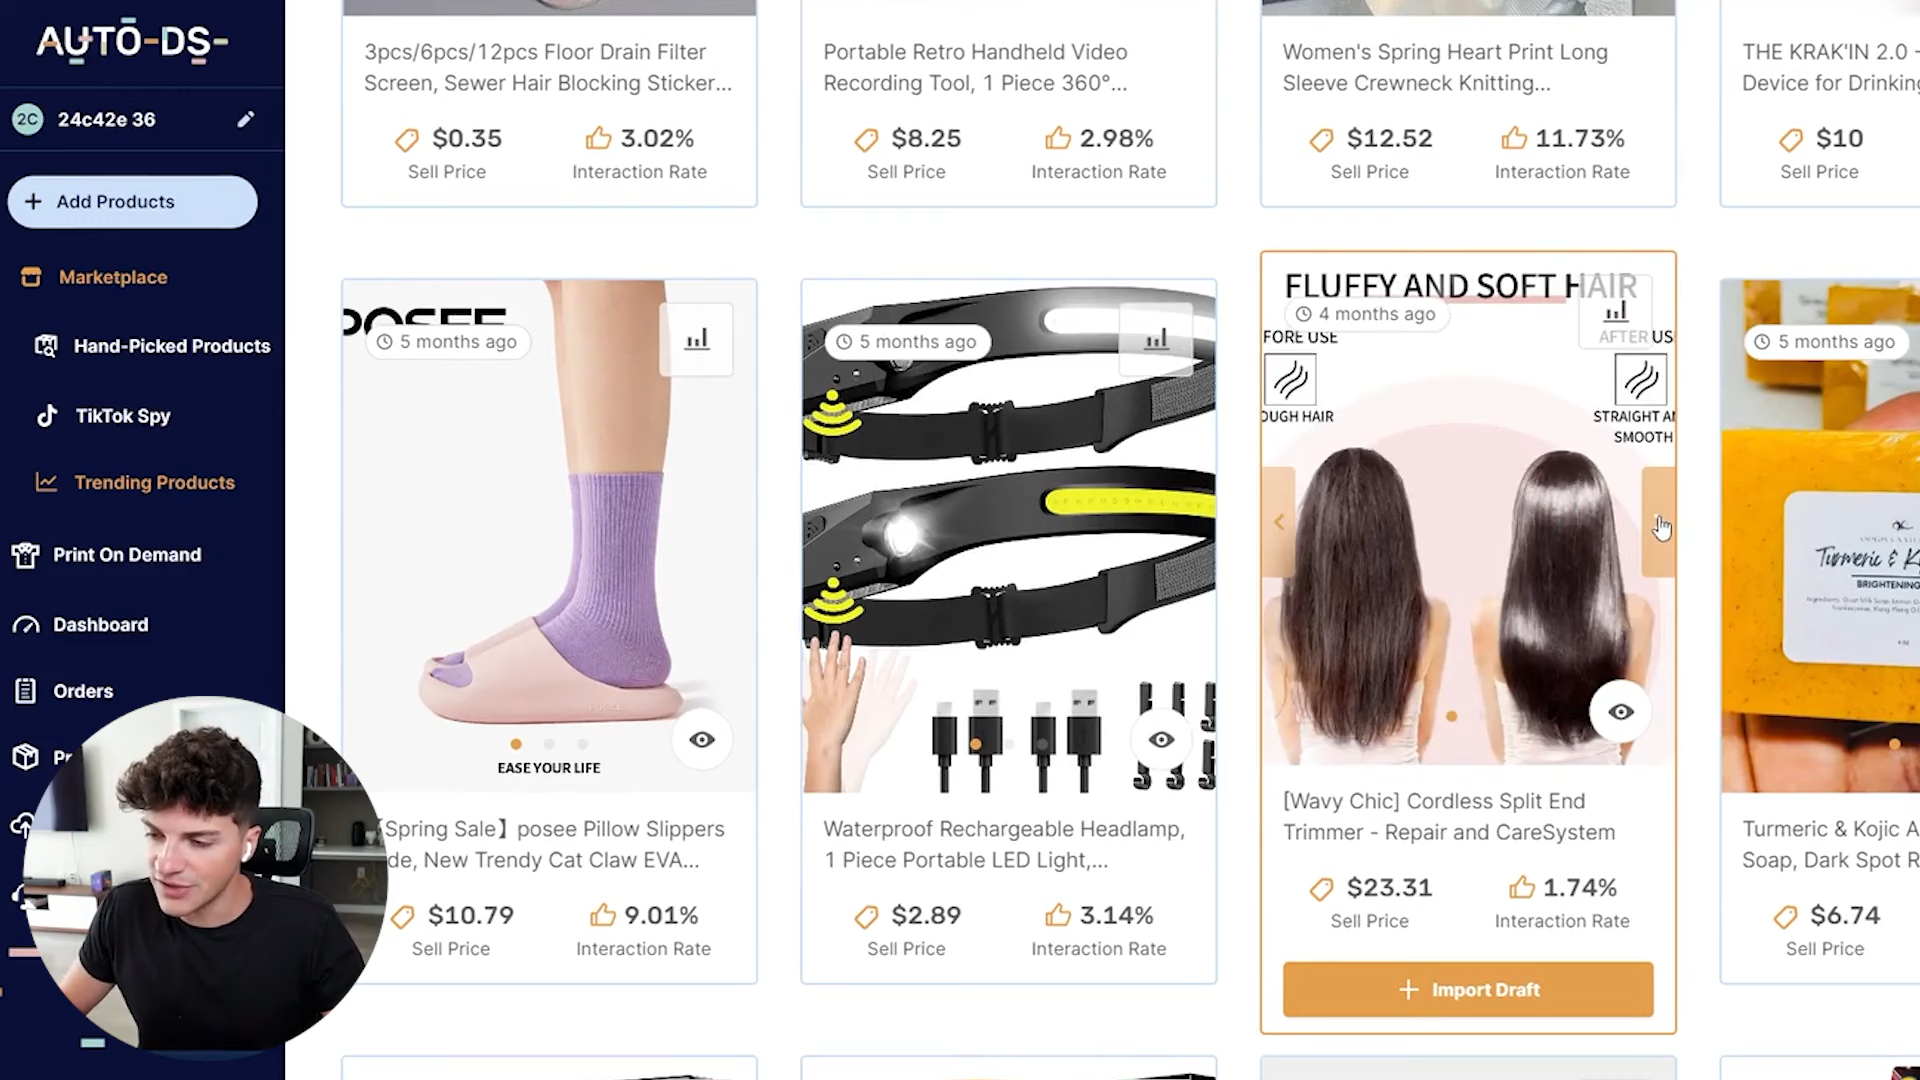 AUTO-DS-
2C
24c42e 36
Add Products
Marketplace
Hand-Picked Products
TikTok Spy
Trending Products
Print On Demand
Dashboard
Orders
3pcs/6pcs/12pcs Floor Drain Filter
Screen, Sewer Hair Blocking Sticker...
$0.35
3.02%
Sell Price
Interaction Rate
Portable Retro Handheld Video
Recording Tool, 1 Piece 360°...
$8.25
2.98%
Sell Price
Interaction Rate
Women's Spring Heart Print Long
Sleeve Crewneck Knitting...
$12.52
11.73%
Sell Price
Interaction Rate
THE KRAK'IN 2.0 -
Device for Drinking
$10
Sell Price
POSEE
5 months ago
EASE YOUR LIFE
【Spring Sale】posee Pillow Slippers
de, New Trendy Cat Claw EVA...
$10.79
9.01%
Sell Price
Interaction Rate
5 months ago
Waterproof Rechargeable Headlamp,
1 Piece Portable LED Light,...
$2.89
3.14%
Sell Price
Interaction Rate
FLUFFY AND SOFT HAIR
4 months ago
FORE USE
AFTER US
OUGH HAIR
STRAIGHT AN
SMOOTH
[Wavy Chic] Cordless Split End
Trimmer - Repair and CareSystem
$23.31
1.74%
Sell Price
Interaction Rate
Import Draft
5 months ago
Turmeric & K
BRIGHTENING
Turmeric & Kojic A
Soap, Dark Spot R
$6.74
Sell Price